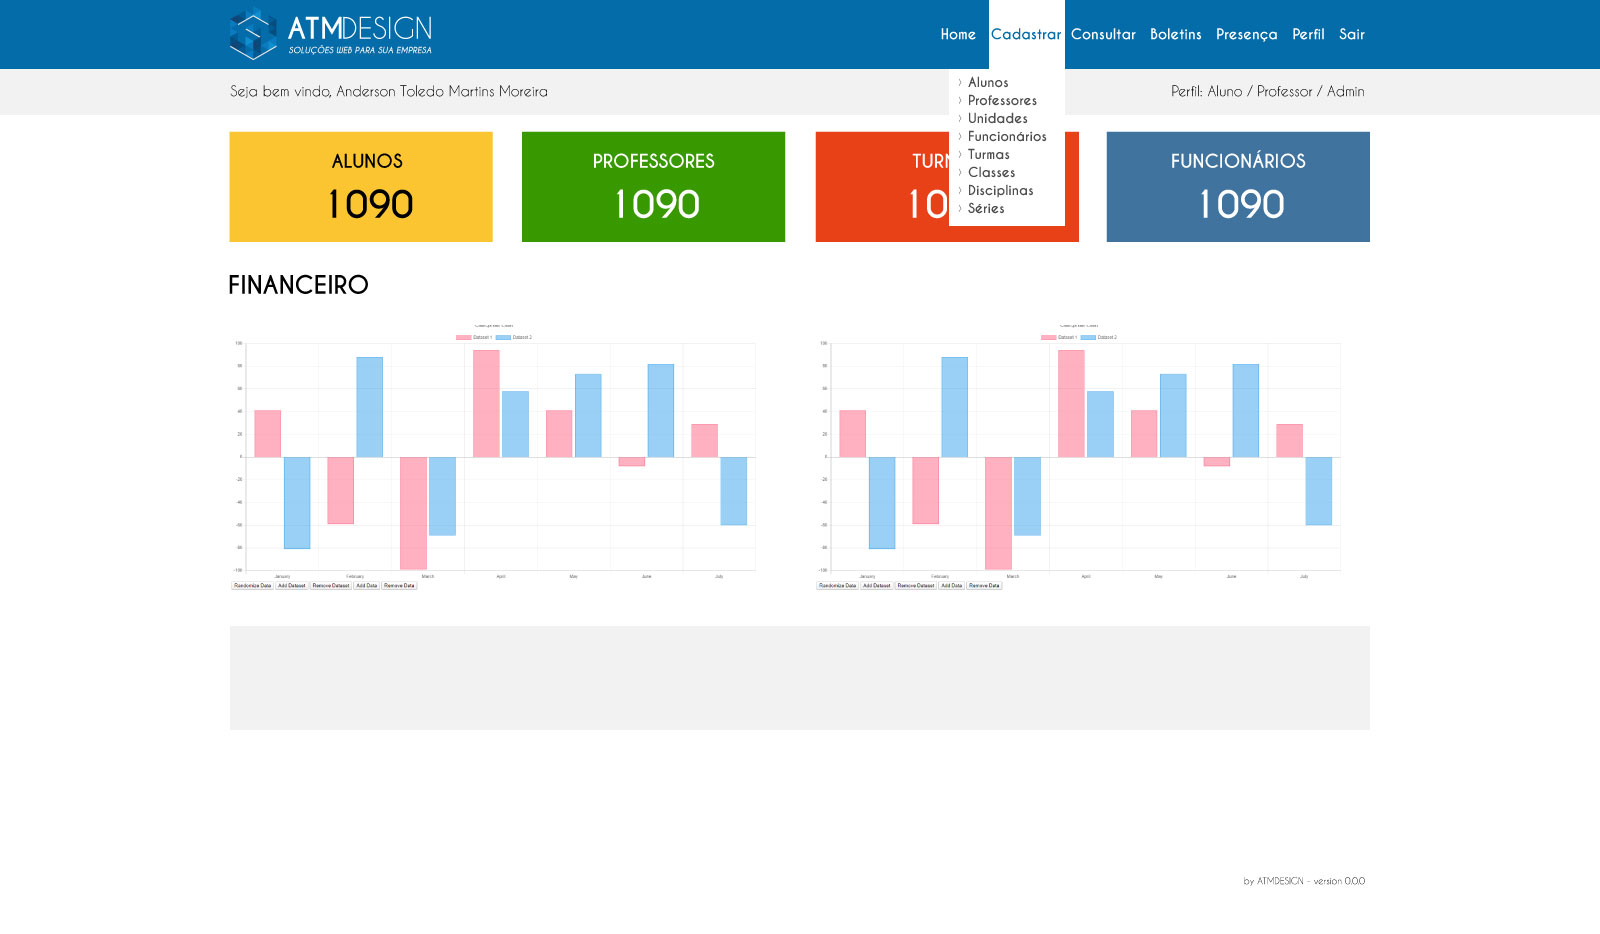 ATMDESIGN
SOLUÇÕES WEB PARA SUA EMPRESA
Home Cadastrar Consultar Boletins Presença Perfil Sair
Seja bem vindo, Anderson Toledo Martins Moreira
Perfil: Aluno / Professor / Admin
〉 Alunos
〉 Professores
〉 Unidades
〉 Funcionários
〉 Turmas
〉 Classes
〉 Disciplinas
〉 Séries
ALUNOS
1090
PROFESSORES
1090
TUR
10
FUNCIONÁRIOS
1090
FINANCEIRO
Dataset 1 Dataset 2
100
80
60
40
20
0
-20
-40
-60
-80
-100
January February March April May June July
Randomize Data Add Dataset Remove Dataset Add Data Remove Data
Dataset 1 Dataset 2
100
80
60
40
20
0
-20
-40
-60
-80
-100
January February March April May June July
Randomize Data Add Dataset Remove Dataset Add Data Remove Data
by ATMDESIGN - version 0.0.0